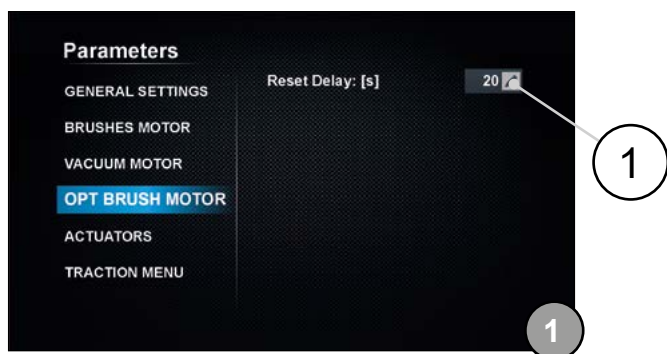 Parameters
GENERAL SETTINGS
BRUSHES MOTOR
VACUUM MOTOR
OPT BRUSH MOTOR
ACTUATORS
TRACTION MENU
Reset Delay: [s] 20
1
1